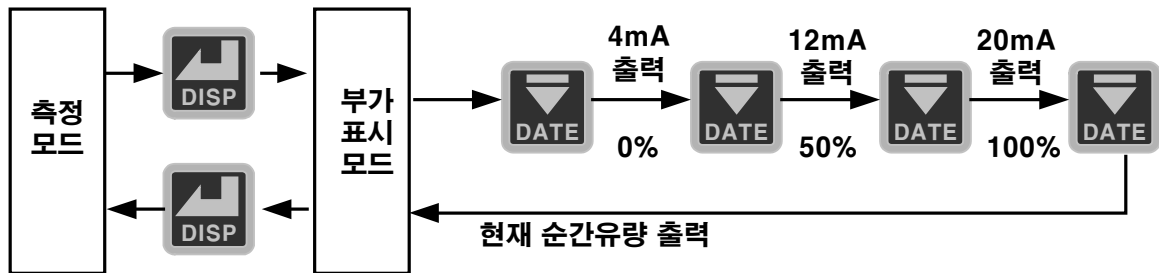 측정
모드
DISP
DISP
부가
표시
모드
DATE
4mA
출력
0%
DATE
12mA
출력
50%
DATE
20mA
출력
100%
DATE
현재 순간유량 출력